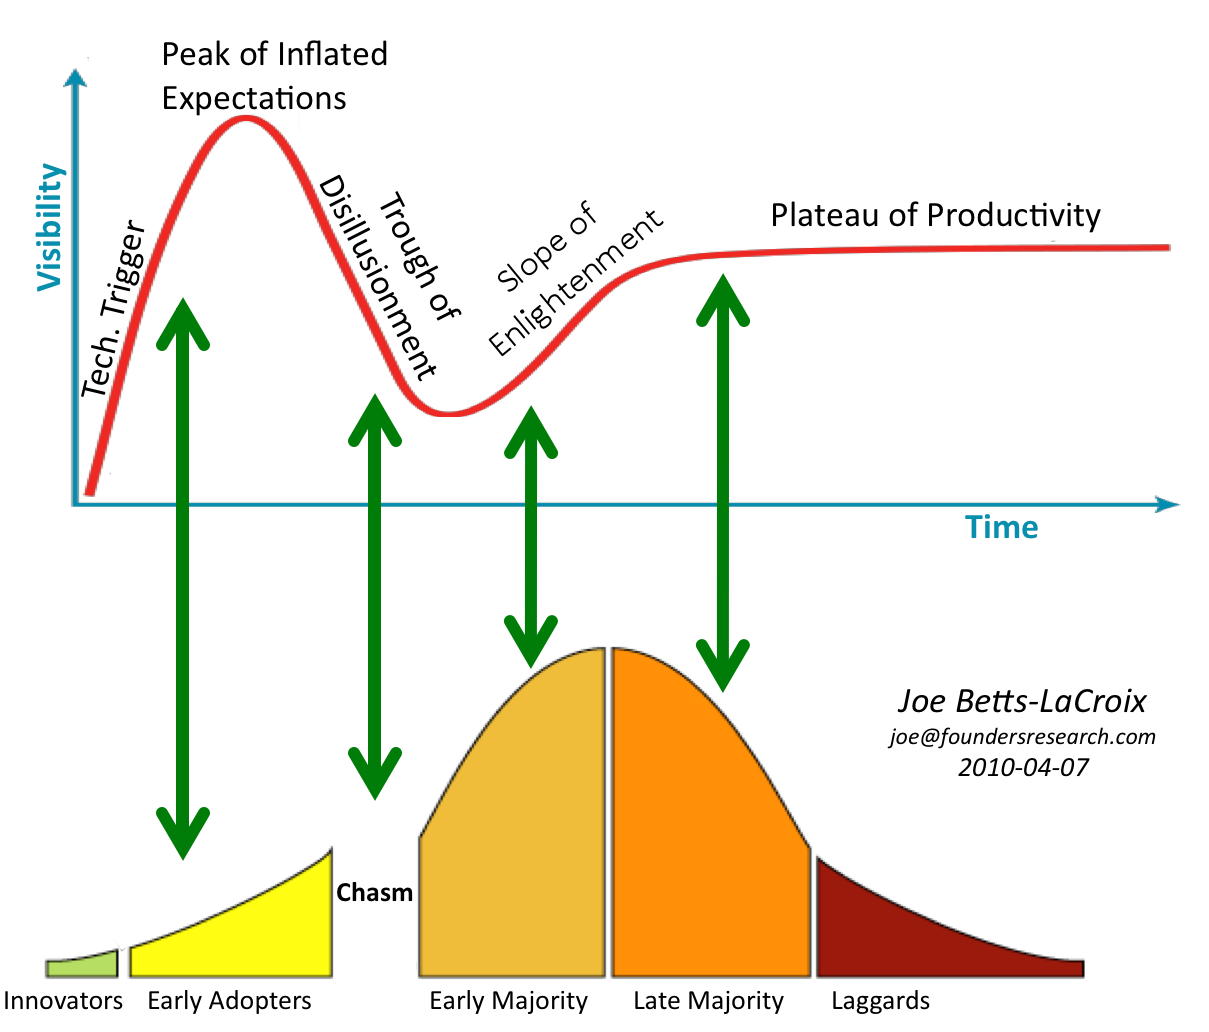 Peak of Inflated
Expectations
Visibility
Tech. Trigger
Trough of
Disillusionment
Slope of
Enlightenment
Plateau of Productivity
Time
Joe Betts-LaCroix
joe@foundersresearch.com
2010-04-07
Chasm
Innovators
Early Adopters
Early Majority
Late Majority
Laggards